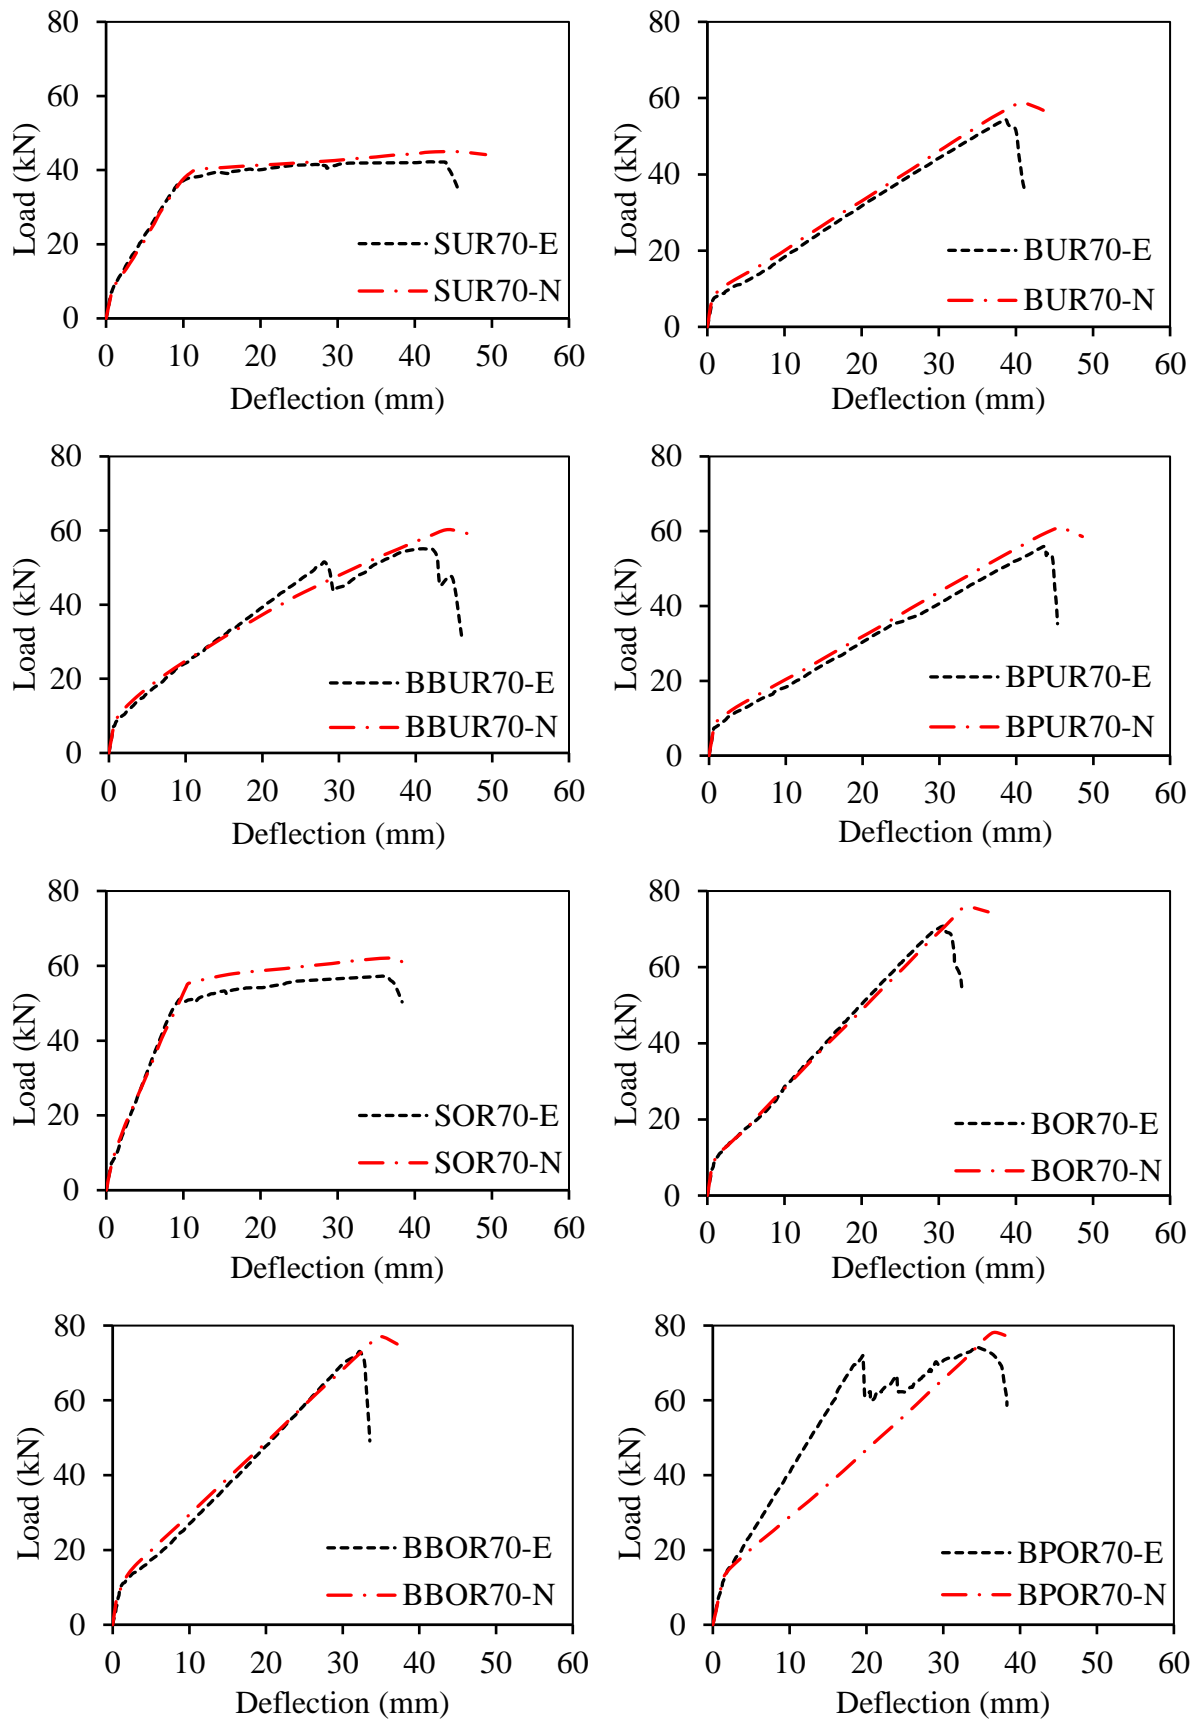 80
60
40
20
0
Load (kN)
SUR70-E
SUR70-N
0 10 20 30 40 50 60
Deflection (mm)
80
60
40
20
0
Load (kN)
BUR70-E
BUR70-N
0 10 20 30 40 50 60
Deflection (mm)
80
60
40
20
0
Load (kN)
BBUR70-E
BBUR70-N
0 10 20 30 40 50 60
Deflection (mm)
80
60
40
20
0
Load (kN)
BPUR70-E
BPUR70-N
0 10 20 30 40 50 60
Deflection (mm)
80
60
40
20
0
Load (kN)
SOR70-E
SOR70-N
0 10 20 30 40 50 60
Deflection (mm)
80
60
40
20
0
Load (kN)
BOR70-E
BOR70-N
0 10 20 30 40 50 60
Deflection (mm)
80
60
40
20
0
Load (kN)
BBOR70-E
BBOR70-N
0 10 20 30 40 50 60
Deflection (mm)
80
60
40
20
0
Load (kN)
BPOR70-E
BPOR70-N
0 10 20 30 40 50 60
Deflection (mm)